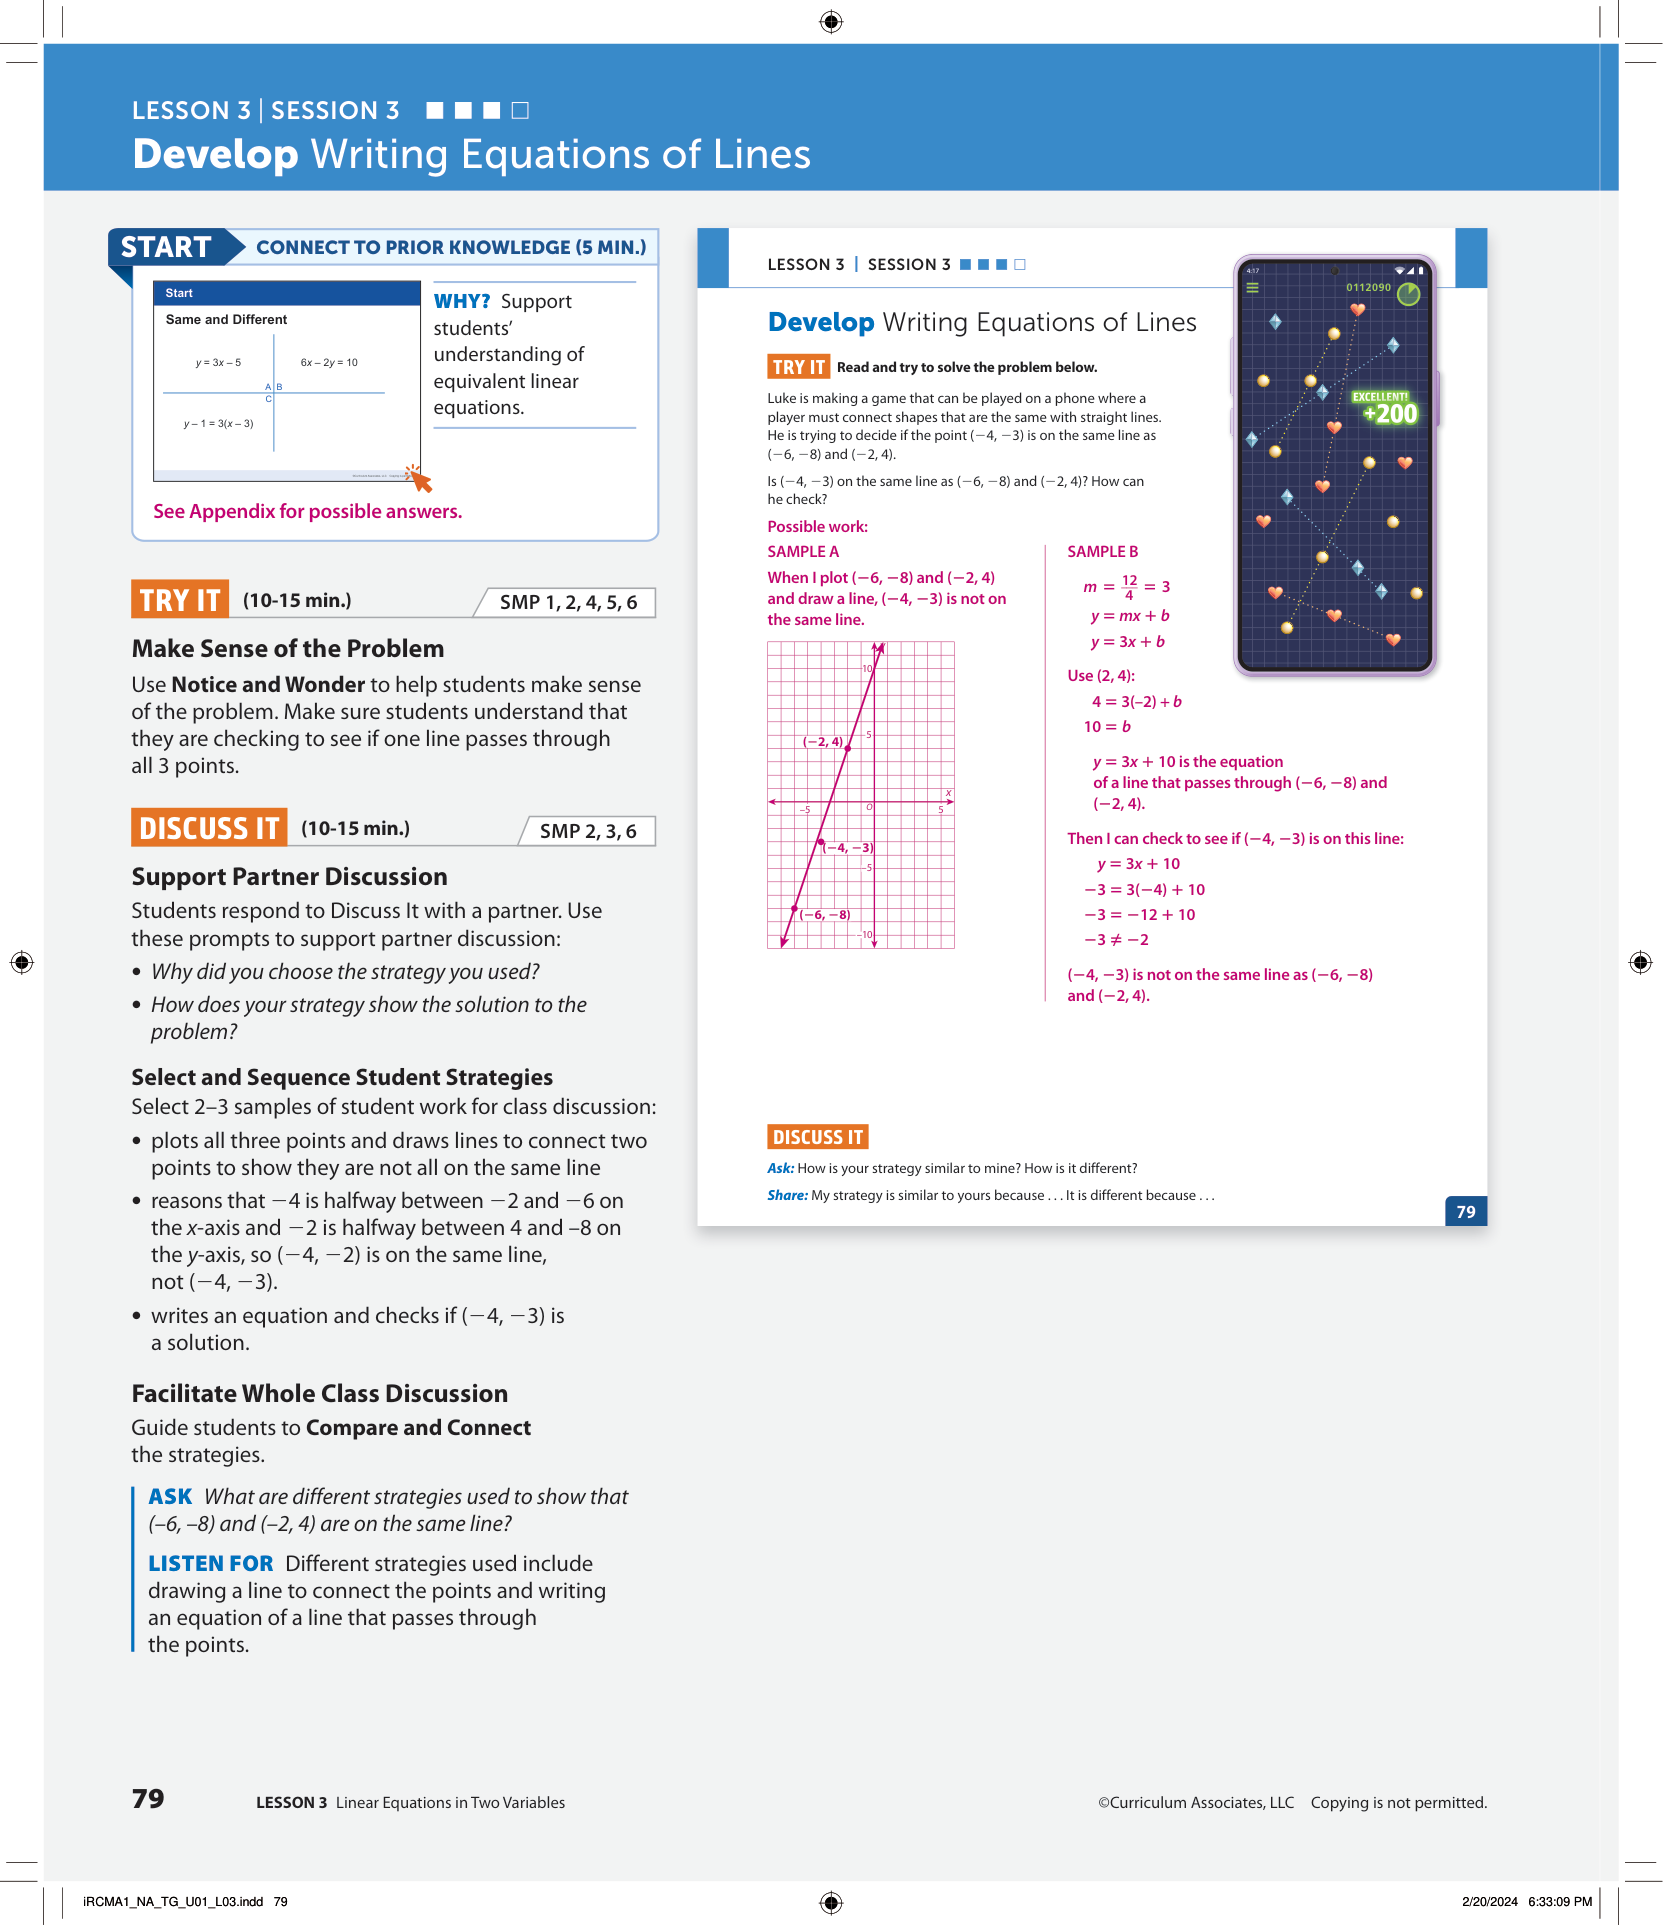 LESSON 3 | SESSION 3
Develop Writing Equations of Lines
START
CONNECT TO PRIOR KNOWLEDGE (5 MIN.)
Start
Same and Different
y = 3x – 5
6x – 2y = 10
A B
C
y – 1 = 3(x – 3)
WHY? Support
students’
understanding of
equivalent linear
equations.
See Appendix for possible answers.
TRY IT (10-15 min.)
SMP 1, 2, 4, 5, 6
Make Sense of the Problem
Use Notice and Wonder to help students make sense
of the problem. Make sure students understand that
they are checking to see if one line passes through
all 3 points.
DISCUSS IT (10-15 min.)
SMP 2, 3, 6
Support Partner Discussion
Students respond to Discuss It with a partner. Use
these prompts to support partner discussion:
• Why did you choose the strategy you used?
• How does your strategy show the solution to the
problem?
Select and Sequence Student Strategies
Select 2–3 samples of student work for class discussion:
• plots all three points and draws lines to connect two
points to show they are not all on the same line
• reasons that −4 is halfway between −2 and −6 on
the x-axis and −2 is halfway between 4 and –8 on
the y-axis, so (−4, −2) is on the same line,
not (−4, −3).
• writes an equation and checks if (−4, −3) is
a solution.
Facilitate Whole Class Discussion
Guide students to Compare and Connect
the strategies.
ASK What are different strategies used to show that
(–6, –8) and (–2, 4) are on the same line?
LISTEN FOR Different strategies used include
drawing a line to connect the points and writing
an equation of a line that passes through
the points.
LESSON 3 | SESSION 3
Develop Writing Equations of Lines
TRY IT Read and try to solve the problem below.
Luke is making a game that can be played on a phone where a
player must connect shapes that are the same with straight lines.
He is trying to decide if the point (−4, −3) is on the same line as
(−6, −8) and (−2, 4).
Is (−4, −3) on the same line as (−6, −8) and (−2, 4)? How can
he check?
4:17
0112090
EXCELLENT!
+200
Possible work:
SAMPLE A
When I plot (−6, −8) and (−2, 4)
and draw a line, (−4, −3) is not on
the same line.
10
(−2, 4)
5
x
−5
O
5
(−4, −3)
−5
(−6, −8)
−10
SAMPLE B
m = 12/4 = 3
y = mx + b
y = 3x + b
Use (2, 4):
4 = 3(–2) + b
10 = b
y = 3x + 10 is the equation
of a line that passes through (−6, −8) and
(−2, 4).
Then I can check to see if (−4, −3) is on this line:
y = 3x + 10
−3 = 3(−4) + 10
−3 = −12 + 10
−3 ≠ −2
(−4, −3) is not on the same line as (−6, −8)
and (−2, 4).
DISCUSS IT
Ask: How is your strategy similar to mine? How is it different?
Share: My strategy is similar to yours because . . . It is different because . . .
79
79
LESSON 3 Linear Equations in Two Variables
©Curriculum Associates, LLC Copying is not permitted.
iRCMA1_NA_TG_U01_L03.indd 79
2/20/2024 6:33:09 PM